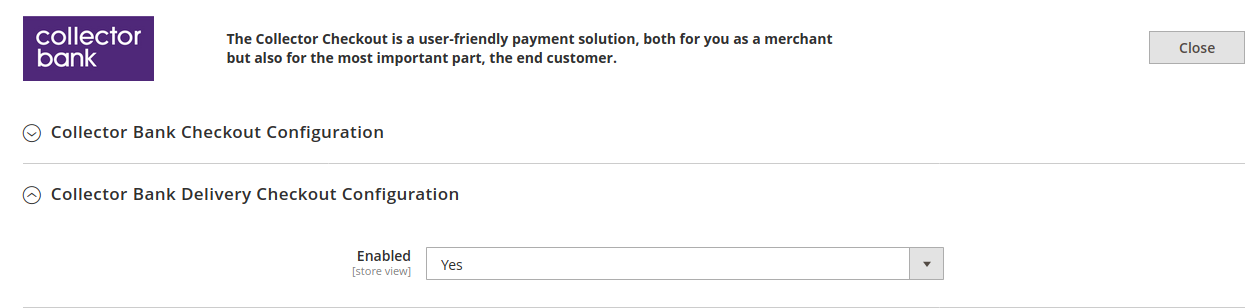 collector
bank
The Collector Checkout is a user-friendly payment solution, both for you as a merchant
but also for the most important part, the end customer.
Close
Collector Bank Checkout Configuration
Collector Bank Delivery Checkout Configuration
Enabled
[store view]
Yes